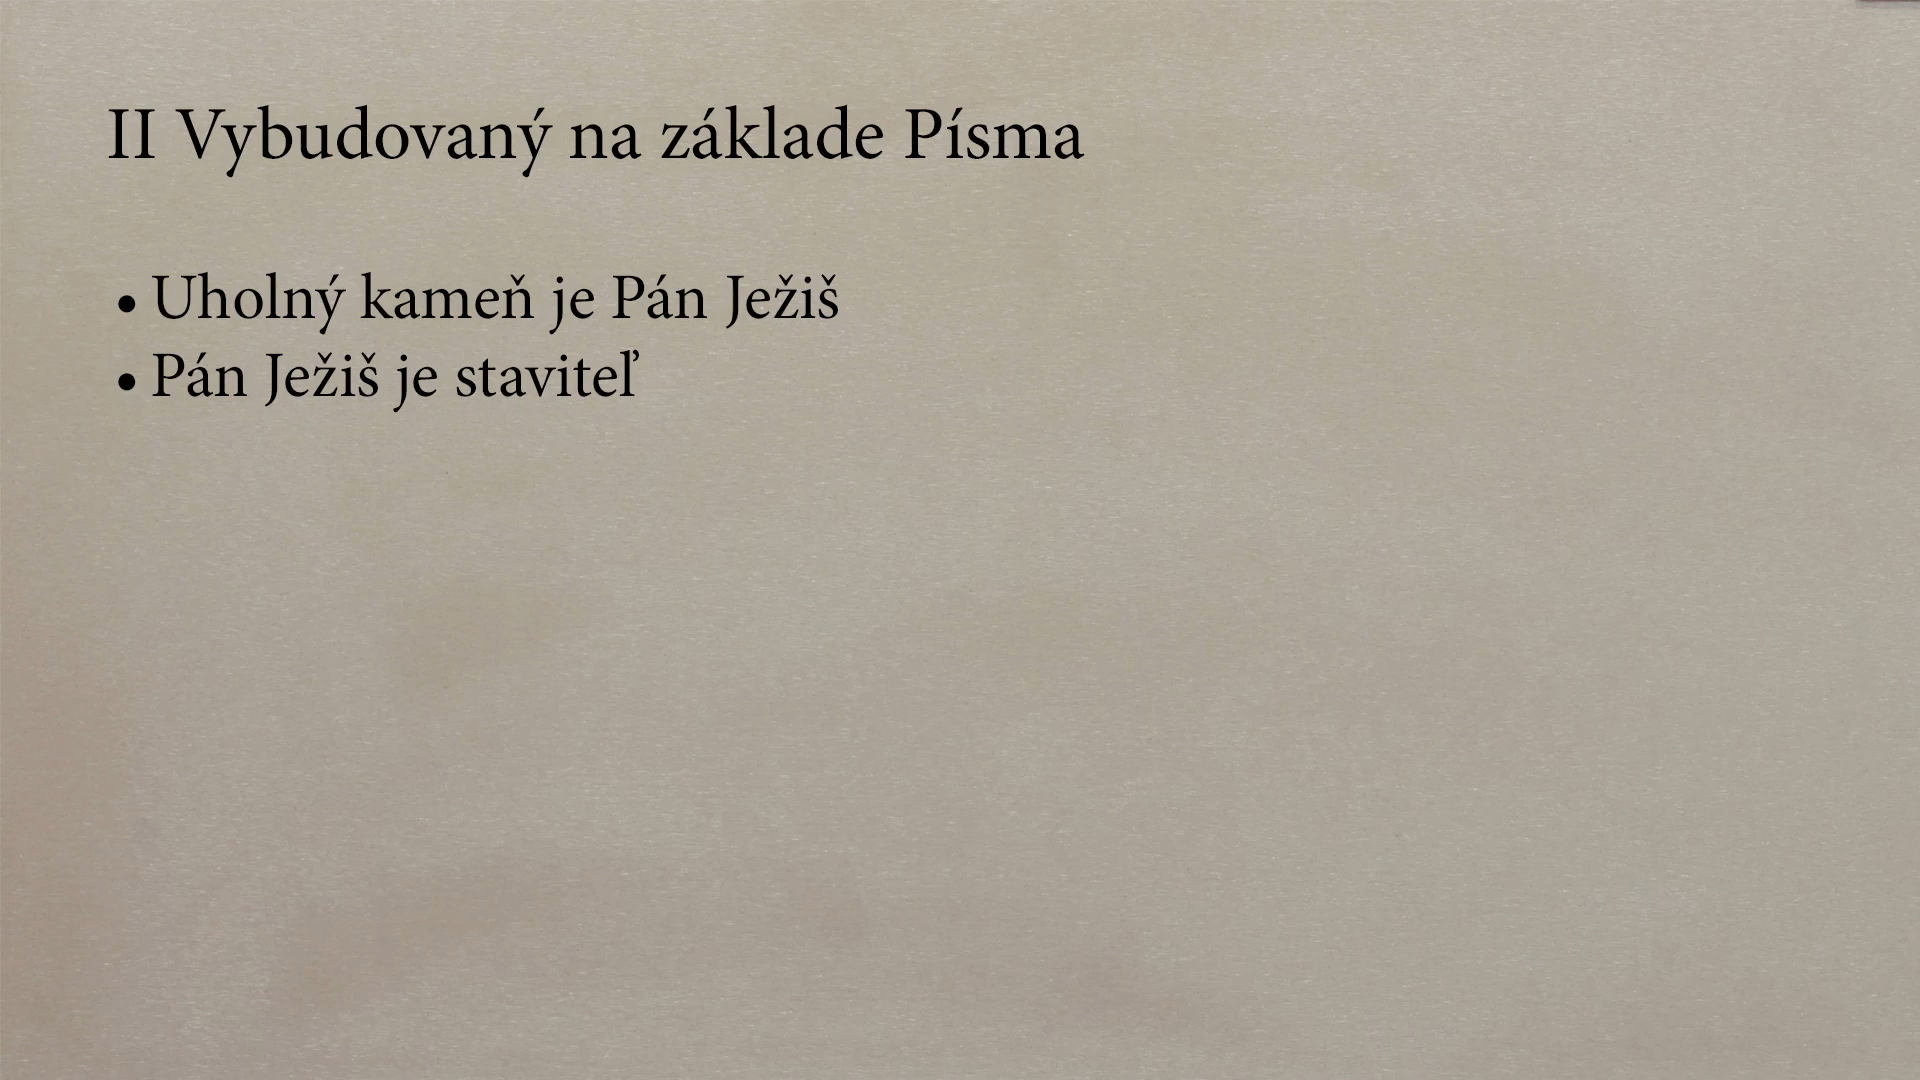 II Vybudovaný na základe Písma
• Uholný kameň je Pán Ježiš
• Pán Ježiš je staviteľ